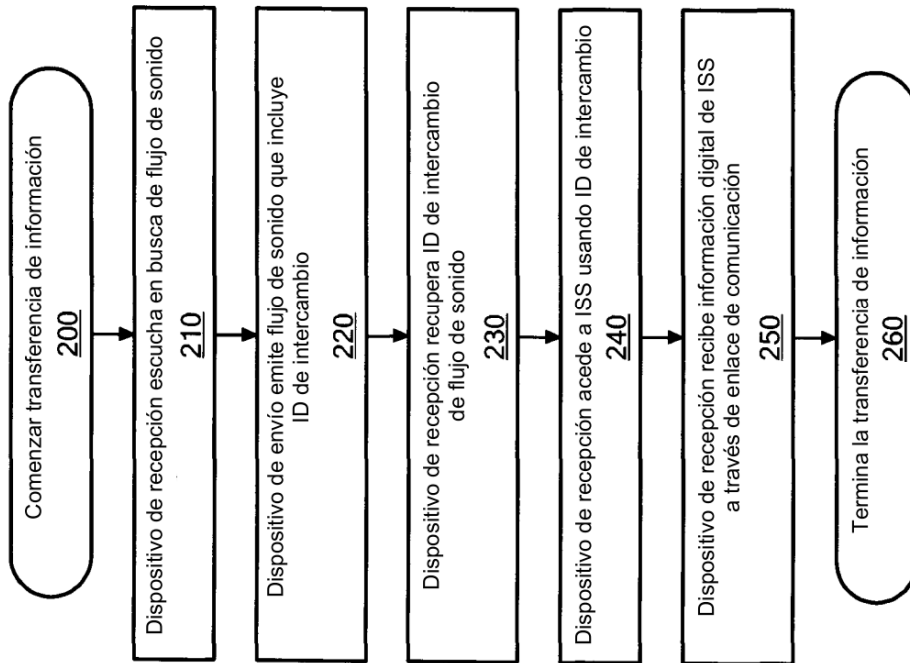 Comenzar transferencia de información
200
Dispositivo de recepción escucha en busca de flujo de sonido
210
Dispositivo de envío emite flujo de sonido que incluye
ID de intercambio
220
Dispositivo de recepción recupera ID de intercambio
de flujo de sonido
230
Dispositivo de recepción acede a ISS usando ID de intercambio
240
Dispositivo de recepción recibe información digital de ISS
a través de enlace de comunicación
250
Termina la transferencia de información
260